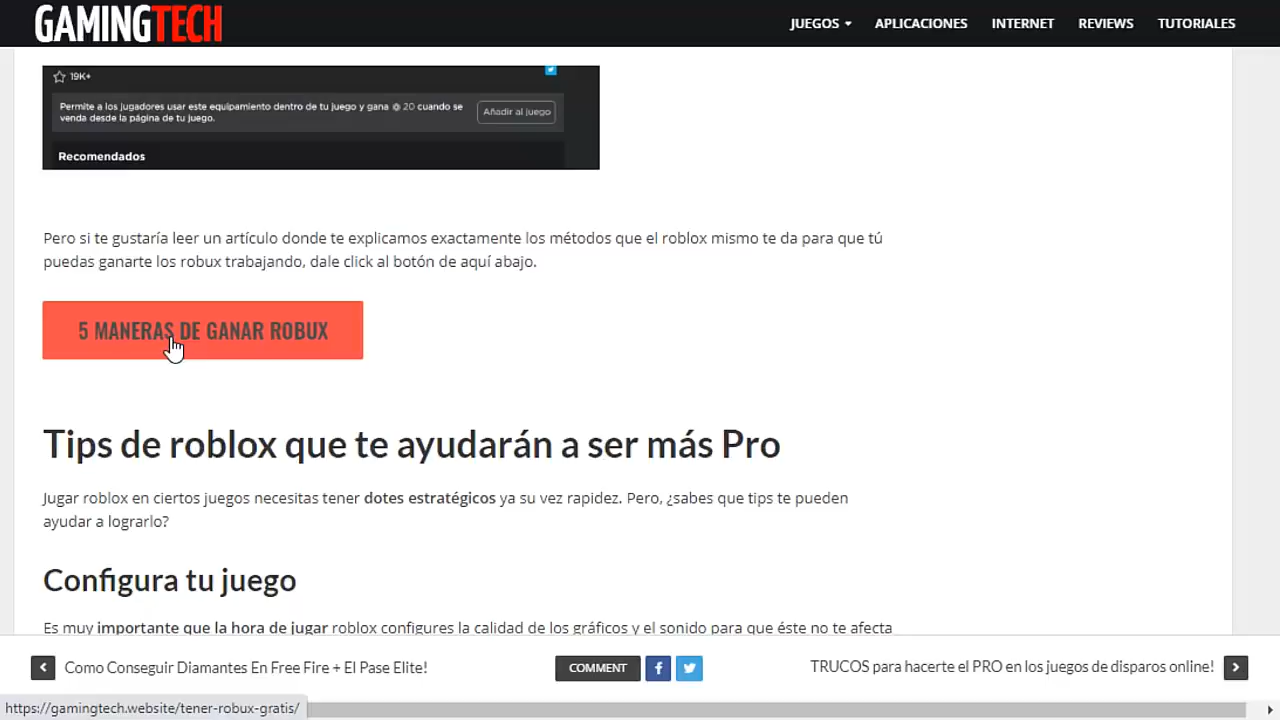 GAMINGTECH
JUEGOS APLICACIONES INTERNET REVIEWS TUTORIALES
19K+
Permite a los jugadores usar este equipamiento dentro de tu juego y gana 20 cuando se
venda desde la página de tu juego.
Añadir al juego
Recomendados
Pero si te gustaría leer un artículo donde te explicamos exactamente los métodos que el roblox mismo te da para que tú
puedas ganarte los robux trabajando, dale click al botón de aquí abajo.
5 MANERAS DE GANAR ROBUX
Tips de roblox que te ayudarán a ser más Pro
Jugar roblox en ciertos juegos necesitas tener dotes estratégicos ya su vez rapidez. Pero, ¿sabes que tips te pueden
ayudar a lograrlo?
Configura tu juego
Es muy importante que la hora de jugar roblox configures la calidad de los gráficos y el sonido para que éste no te afecta
Como Conseguir Diamantes En Free Fire + El Pase Elite!
COMMENT
TRUCOS para hacerte el PRO en los juegos de disparos online!
https://gamingtech.website/tener-robux-gratis/